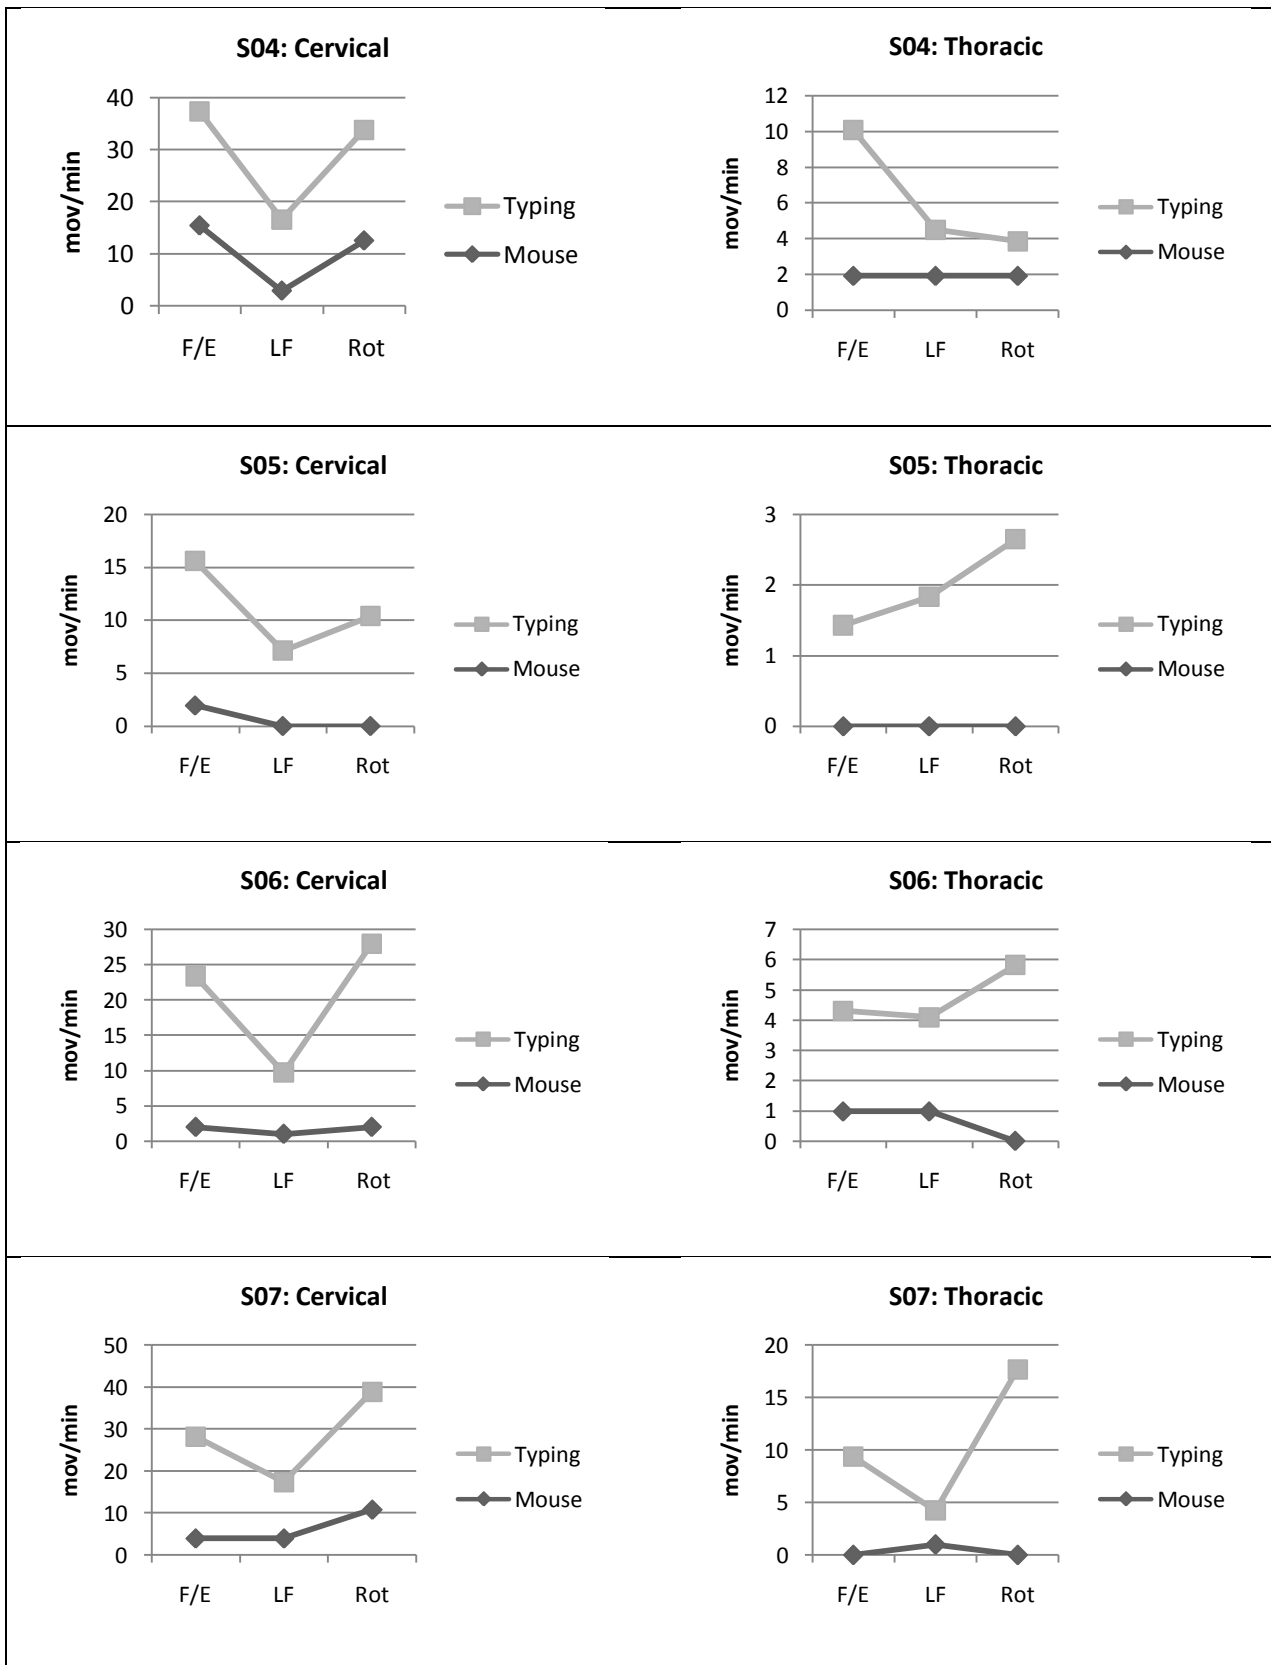 S04: Cervical
40
30
20
10
0
mov/min
F/E LF Rot
Typing
Mouse
S04: Thoracic
12
10
8
6
4
2
0
mov/min
F/E LF Rot
Typing
Mouse
S05: Cervical
20
15
10
5
0
mov/min
F/E LF Rot
Typing
Mouse
S05: Thoracic
3
2
1
0
mov/min
F/E LF Rot
Typing
Mouse
S06: Cervical
30
25
20
15
10
5
0
mov/min
F/E LF Rot
Typing
Mouse
S06: Thoracic
7
6
5
4
3
2
1
0
mov/min
F/E LF Rot
Typing
Mouse
S07: Cervical
50
40
30
20
10
0
mov/min
F/E LF Rot
Typing
Mouse
S07: Thoracic
20
15
10
5
0
mov/min
F/E LF Rot
Typing
Mouse